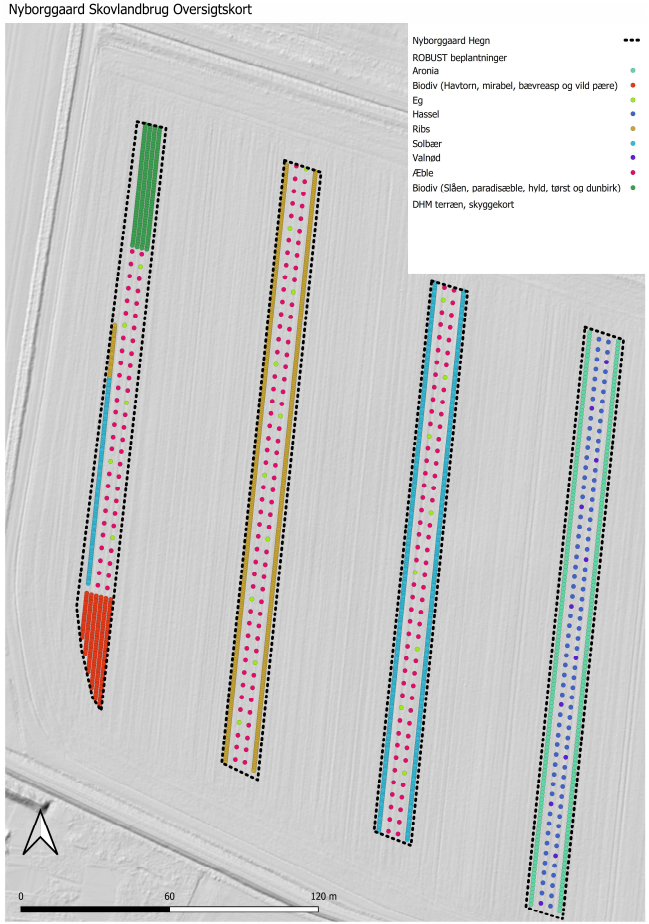 Nyborggaard Skovlandbrug Oversigtskort
Nyborggaard Hegn
ROBUST beplantninger
Aronia
Biodiv (Havtorn, mirabel, bævreasp og vild pære)
Eg
Hassel
Ribs
Solbær
Valnød
Æble
Biodiv (Slåen, paradisæble, hyld, tørst og dunbirk)
DHM terræn, skyggekort
0 60 120 m